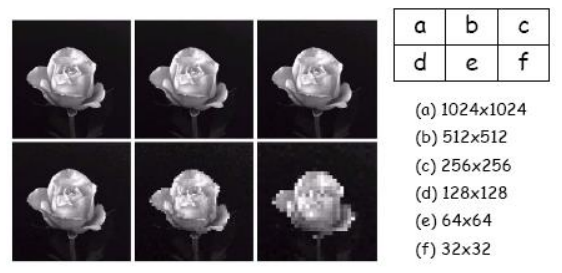 a b c
d e f
(a) 1024x1024
(b) 512x512
(c) 256x256
(d) 128x128
(e) 64x64
(f) 32x32